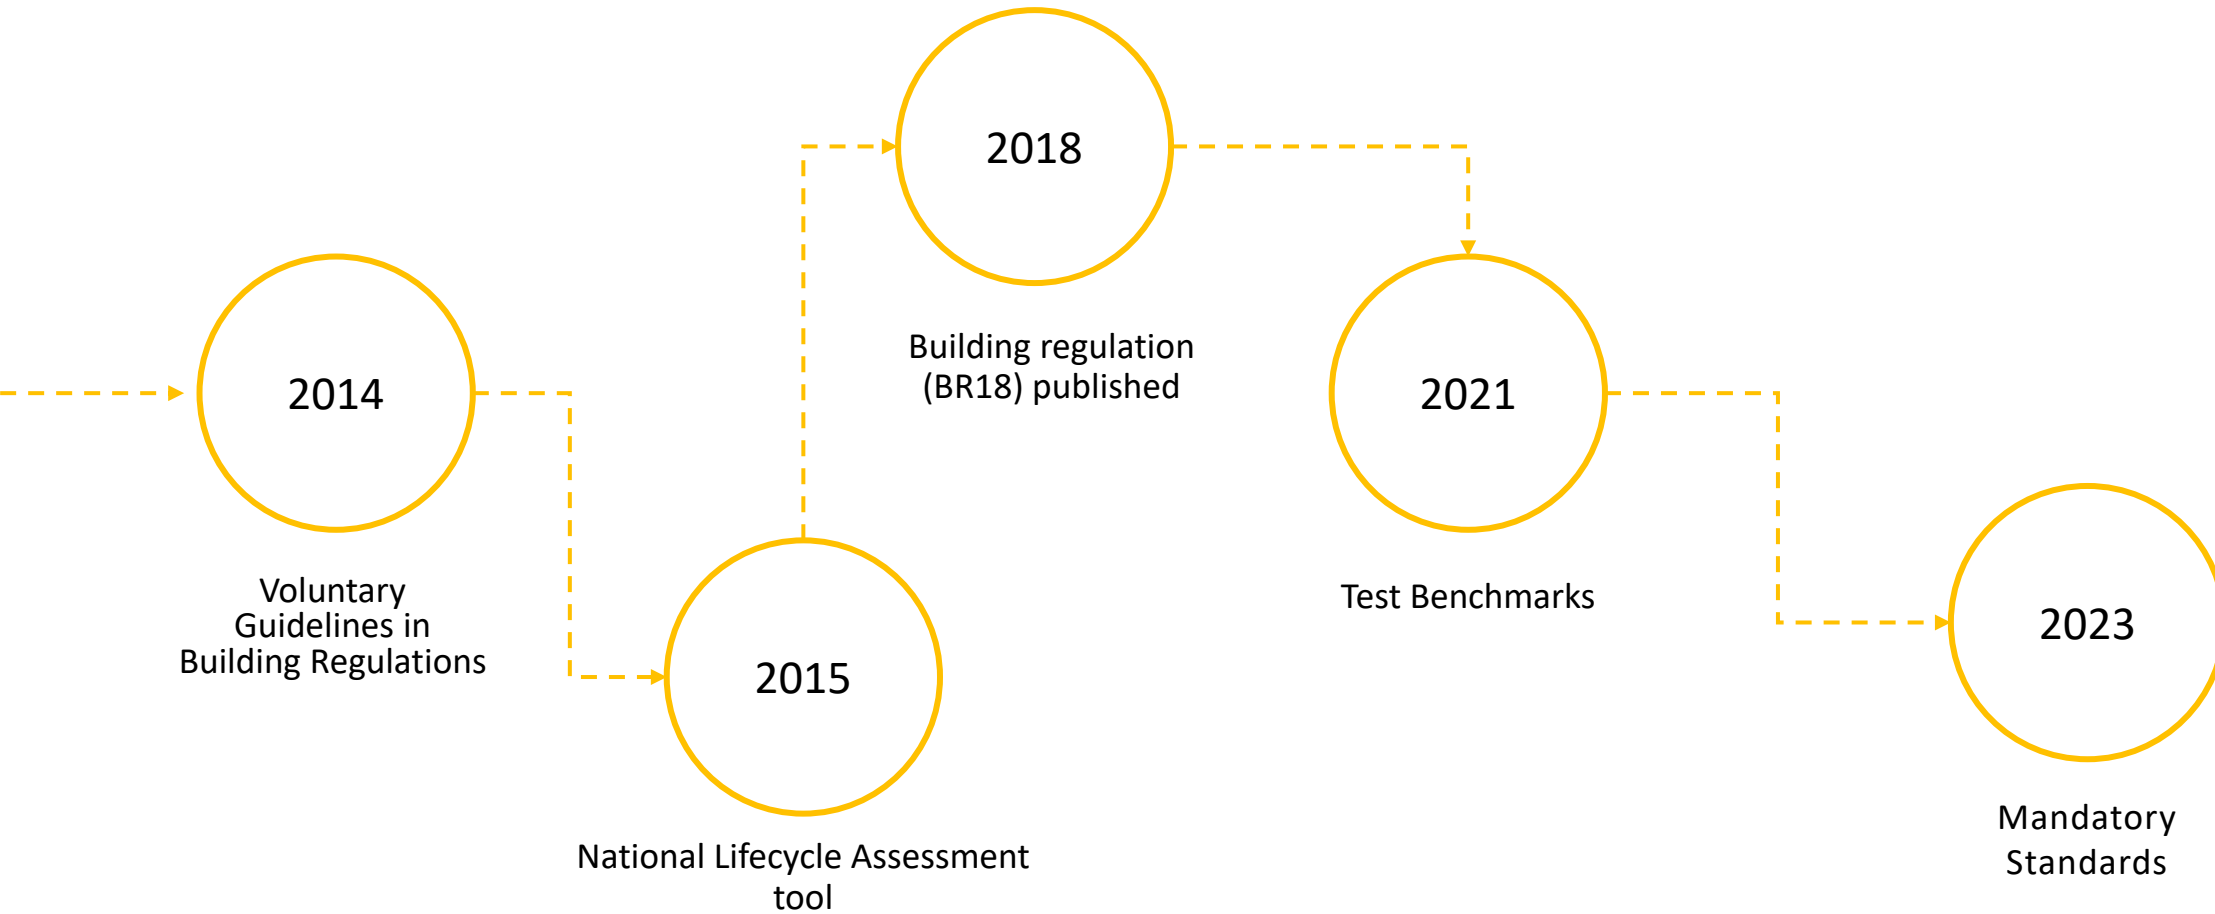 2014
Voluntary
Guidelines in
Building Regulations
2015
National Lifecycle Assessment
tool
2018
Building regulation
(BR18) published
2021
Test Benchmarks
2023
Mandatory
Standards